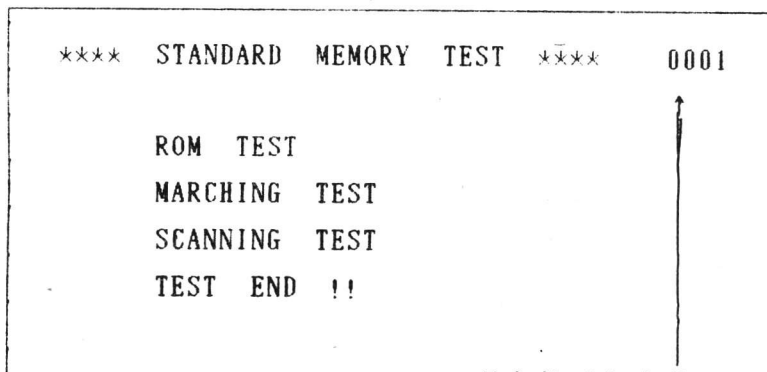 **** STANDARD MEMORY TEST **** 0001
ROM TEST
MARCHING TEST
SCANNING TEST
TEST END !!